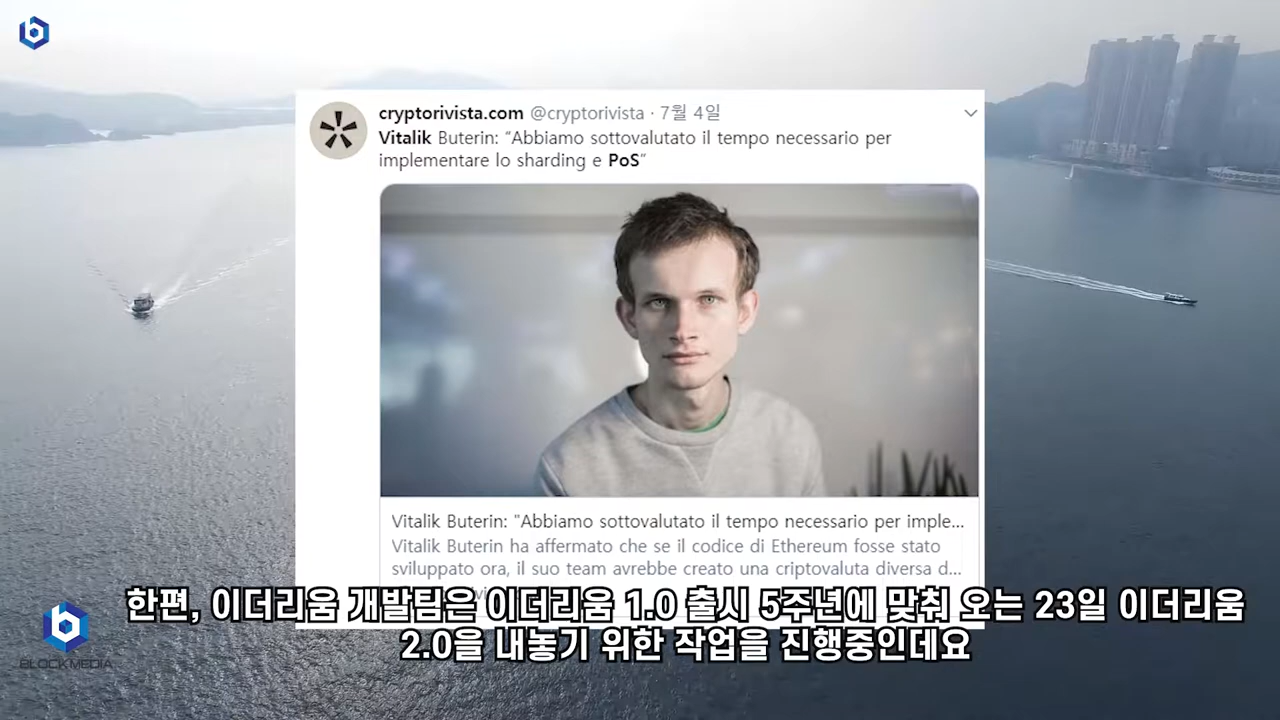 cryptorivista.com @cryptorivista · 7월 4일
Vitalik Buterin: “Abbiamo sottovalutato il tempo necessario per
implementare lo sharding e PoS”
Vitalik Buterin: "Abbiamo sottovalutato il tempo necessario per imple...
Vitalik Buterin ha affermato che se il codice di Ethereum fosse stato
sviluppato ora, il suo team avrebbe creato una criptovaluta diversa d...
한편, 이더리움 개발팀은 이더리움 1.0 출시 5주년에 맞춰 오는 23일 이더리움
2.0을 내놓기 위한 작업을 진행중인데요
BLOCKMEDIA